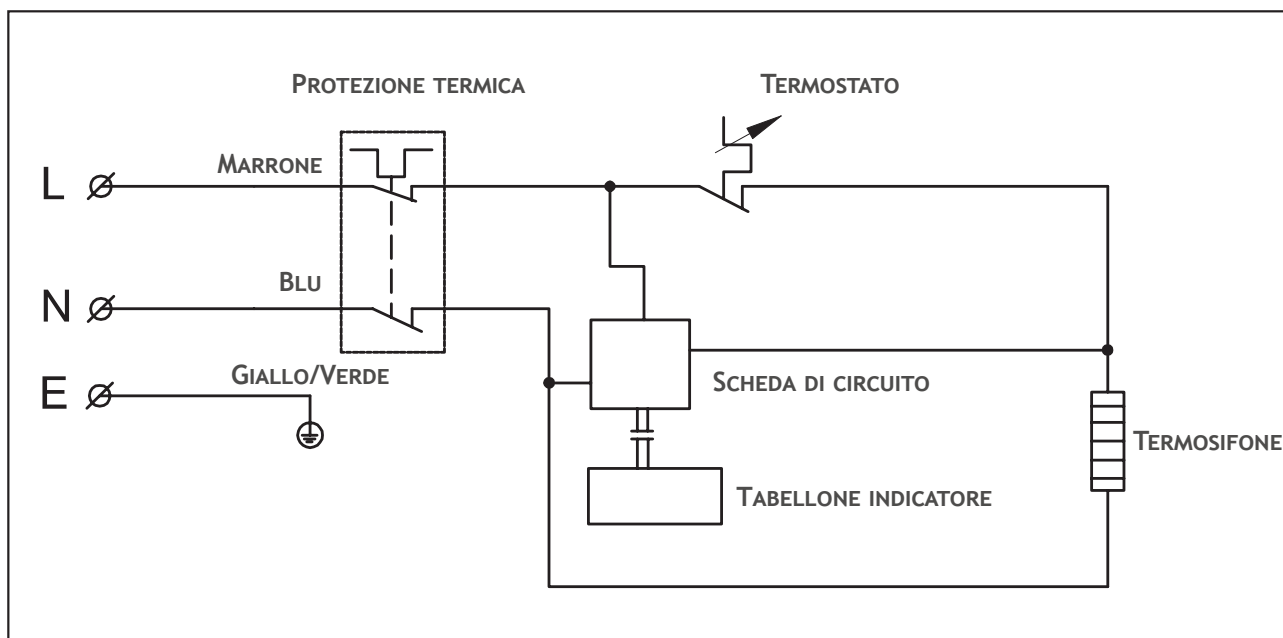 PROTEZIONE TERMICA
TERMOSTATO
MARRONE
L
BLU
N
GIALLO/VERDE
E
SCHEDA DI CIRCUITO
TERMOSIFONE
TABELLONE INDICATORE